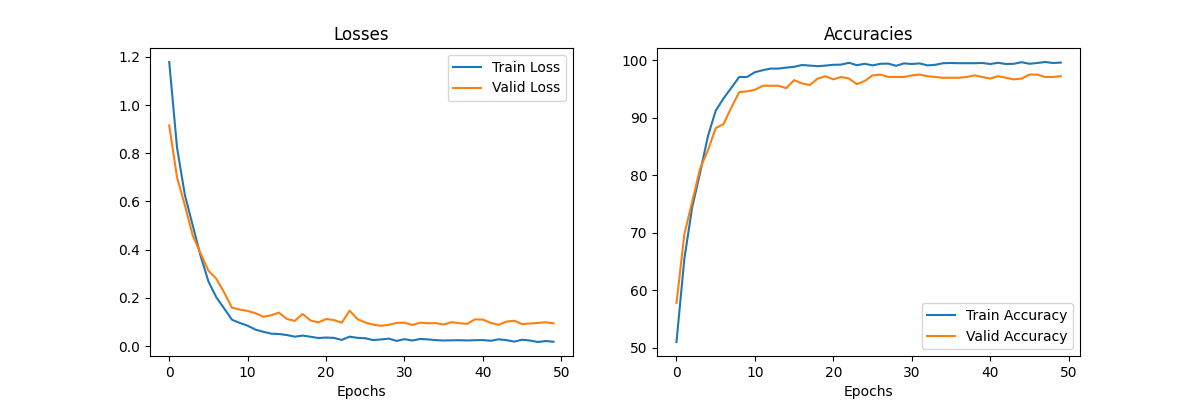 Losses
1.2
1.0
0.8
0.6
0.4
0.2
0.0
Train Loss
Valid Loss
0 10 20 30 40 50
Epochs
Accuracies
100
90
80
70
60
50
Train Accuracy
Valid Accuracy
0 10 20 30 40 50
Epochs